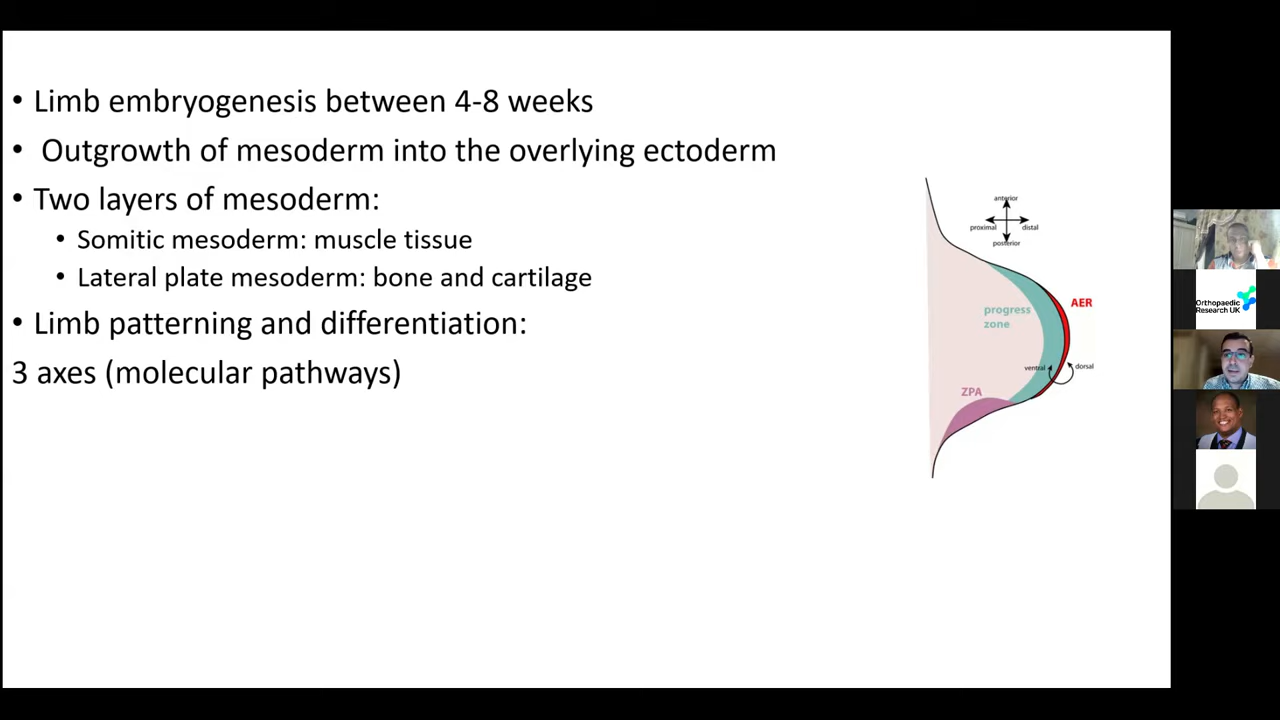 • Limb embryogenesis between 4-8 weeks
• Outgrowth of mesoderm into the overlying ectoderm
• Two layers of mesoderm:
• Somitic mesoderm: muscle tissue
• Lateral plate mesoderm: bone and cartilage
• Limb patterning and differentiation:
3 axes (molecular pathways)
anterior
proximal distal
posterior
AER
progress
zone
ventral dorsal
ZPA
Orthopaedic
Research UK